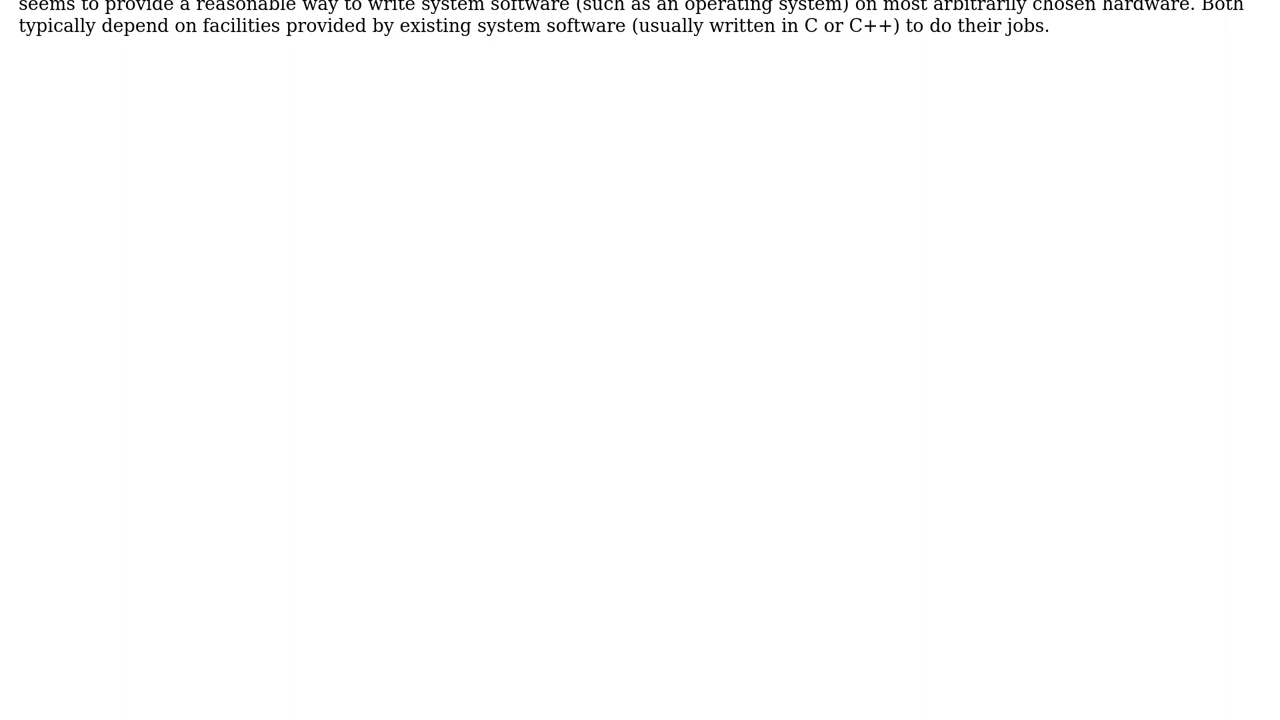 seems to provide a reasonable way to write system software (such as an operating system) on most arbitrarily chosen hardware. Both
typically depend on facilities provided by existing system software (usually written in C or C++) to do their jobs.